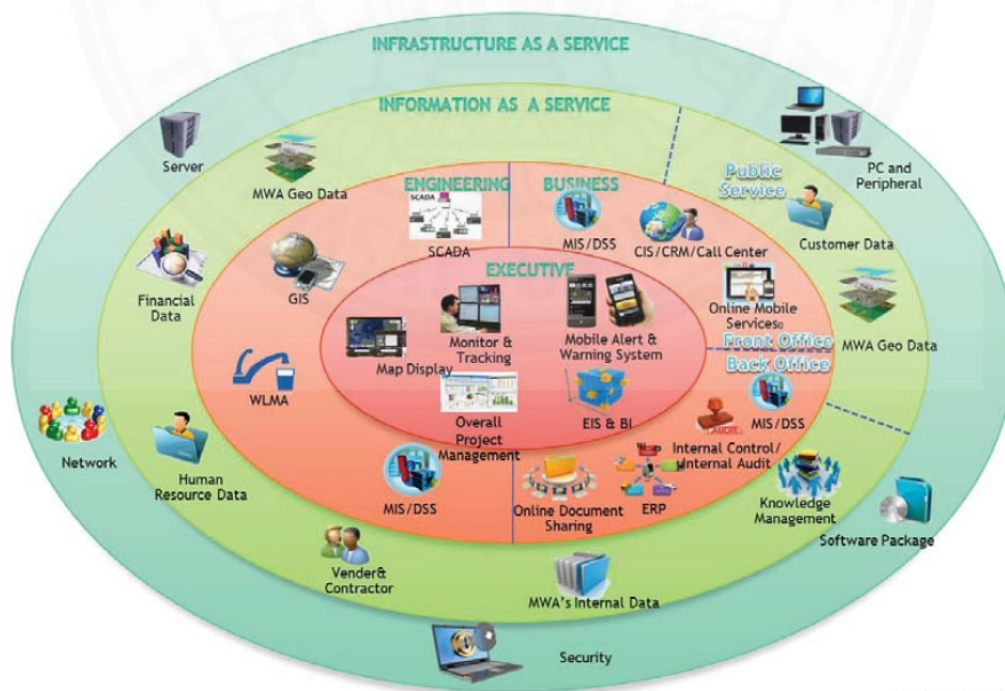 INFRASTRUCTURE AS A SERVICE
INFORMATION AS A SERVICE
Server
PC and
Peripheral
MWA Geo Data
Public
Service
ENGINEERING
BUSINESS
SCADA
SCADA
MIS/DSS
CIS/CRM/Call Center
Customer Data
EXECUTIVE
Financial
Data
GIS
Monitor &
Tracking
Map Display
Mobile Alert &
Warning System
Online Mobile
Services
Front Office
MWA Geo Data
Back Office
WLMA
Overall
Project
Management
EIS & BI
AUDIT
MIS/DSS
Internal Control/
Internal Audit
Network
Human
Resource Data
MIS/DSS
Online Document
Sharing
ERP
Knowledge
Management
Software Package
Vender&
Contractor
MWA's Internal Data
Security